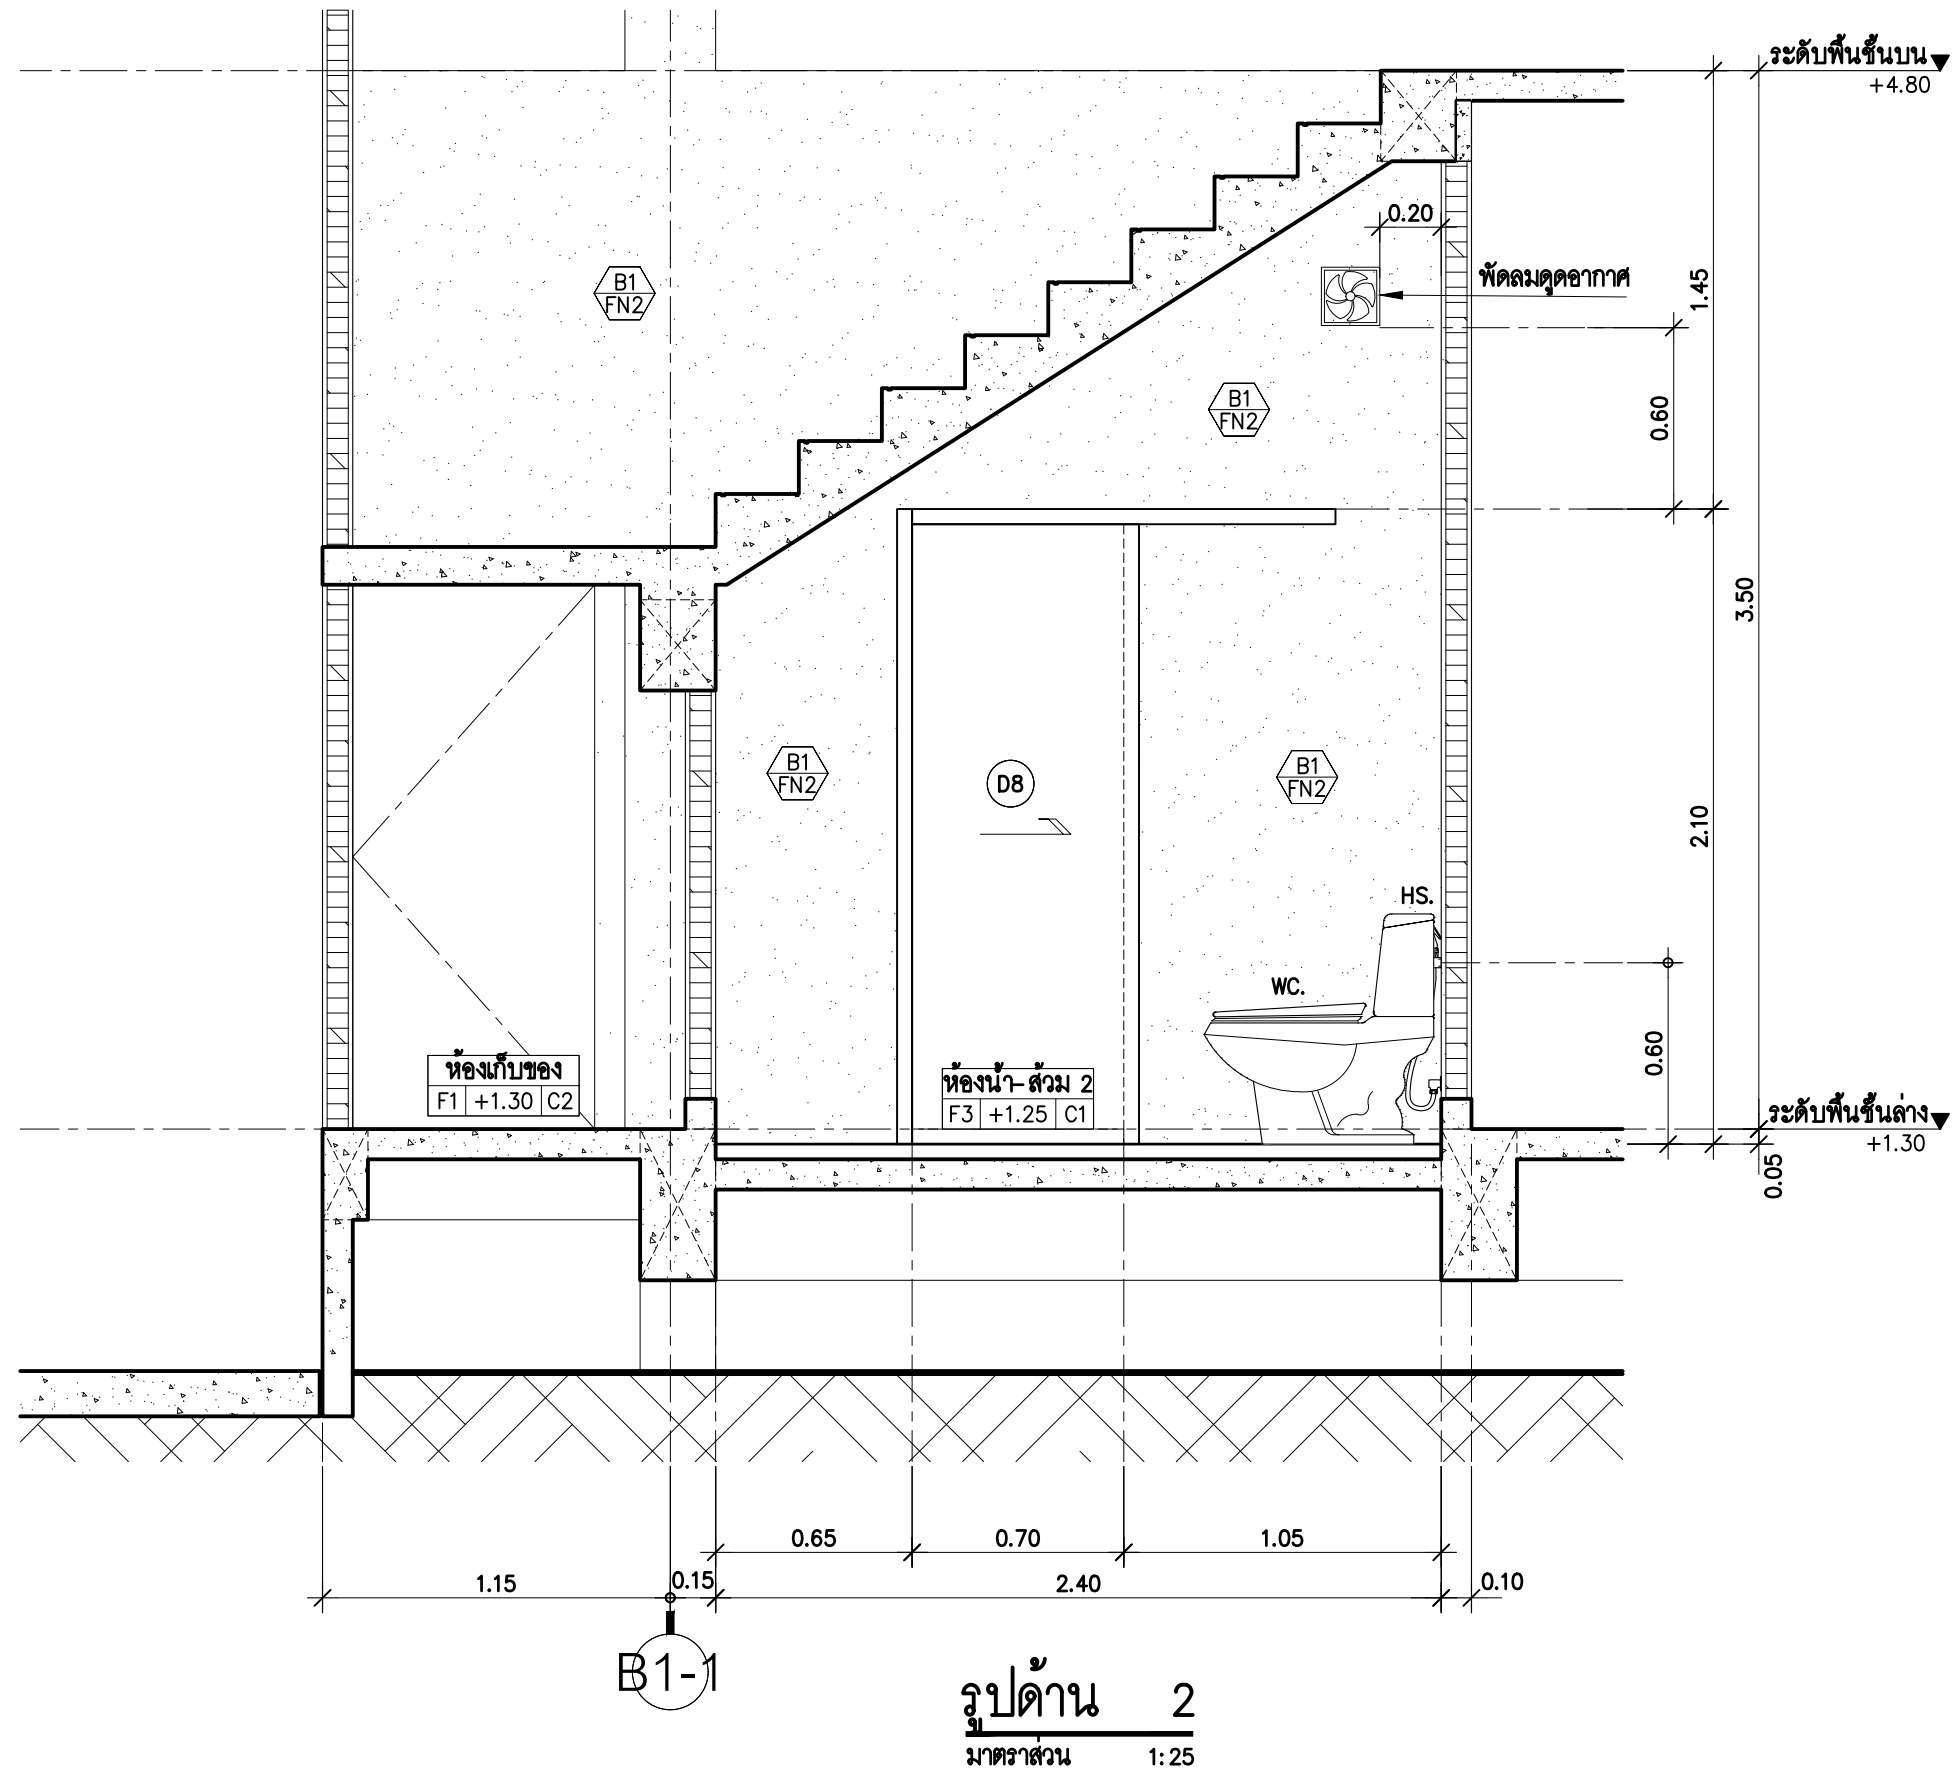 ระดับพื้นชั้นบน
+4.80
0.20
พัดลมดูดอากาศ
1.45
B1
FN2
B1
FN2
0.60
3.50
B1
FN2
D8
B1
FN2
2.10
HS.
WC.
0.60
ห้องเก็บของ
F1 +1.30 C2
ห้องน้ำ-ส้วม 2
F3 +1.25 C1
ระดับพื้นชั้นล่าง
+1.30
0.05
0.65 0.70 1.05
1.15 0.15 2.40 0.10
B1-1
รูปด้าน 2
มาตราส่วน 1:25